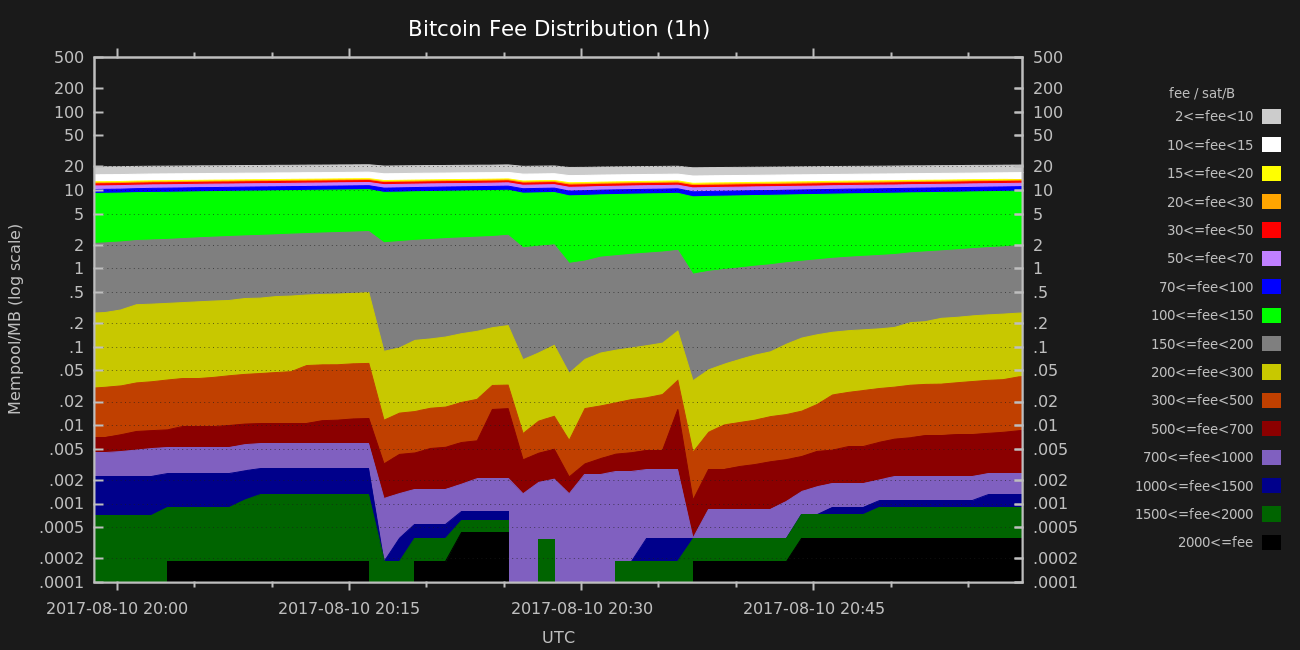 Bitcoin Fee Distribution (1h)
500
200
100
50
20
10
5
2
1
.5
.2
.1
.05
.02
.01
.005
.002
.001
.0005
.0002
.0001
Mempool/MB (log scale)
500
200
100
50
20
10
5
2
1
.5
.2
.1
.05
.02
.01
.005
.002
.001
.0005
.0002
.0001
2017-08-10 20:00 2017-08-10 20:15 2017-08-10 20:30 2017-08-10 20:45
UTC
fee / sat/B
2<=fee<10
10<=fee<15
15<=fee<20
20<=fee<30
30<=fee<50
50<=fee<70
70<=fee<100
100<=fee<150
150<=fee<200
200<=fee<300
300<=fee<500
500<=fee<700
700<=fee<1000
1000<=fee<1500
1500<=fee<2000
2000<=fee